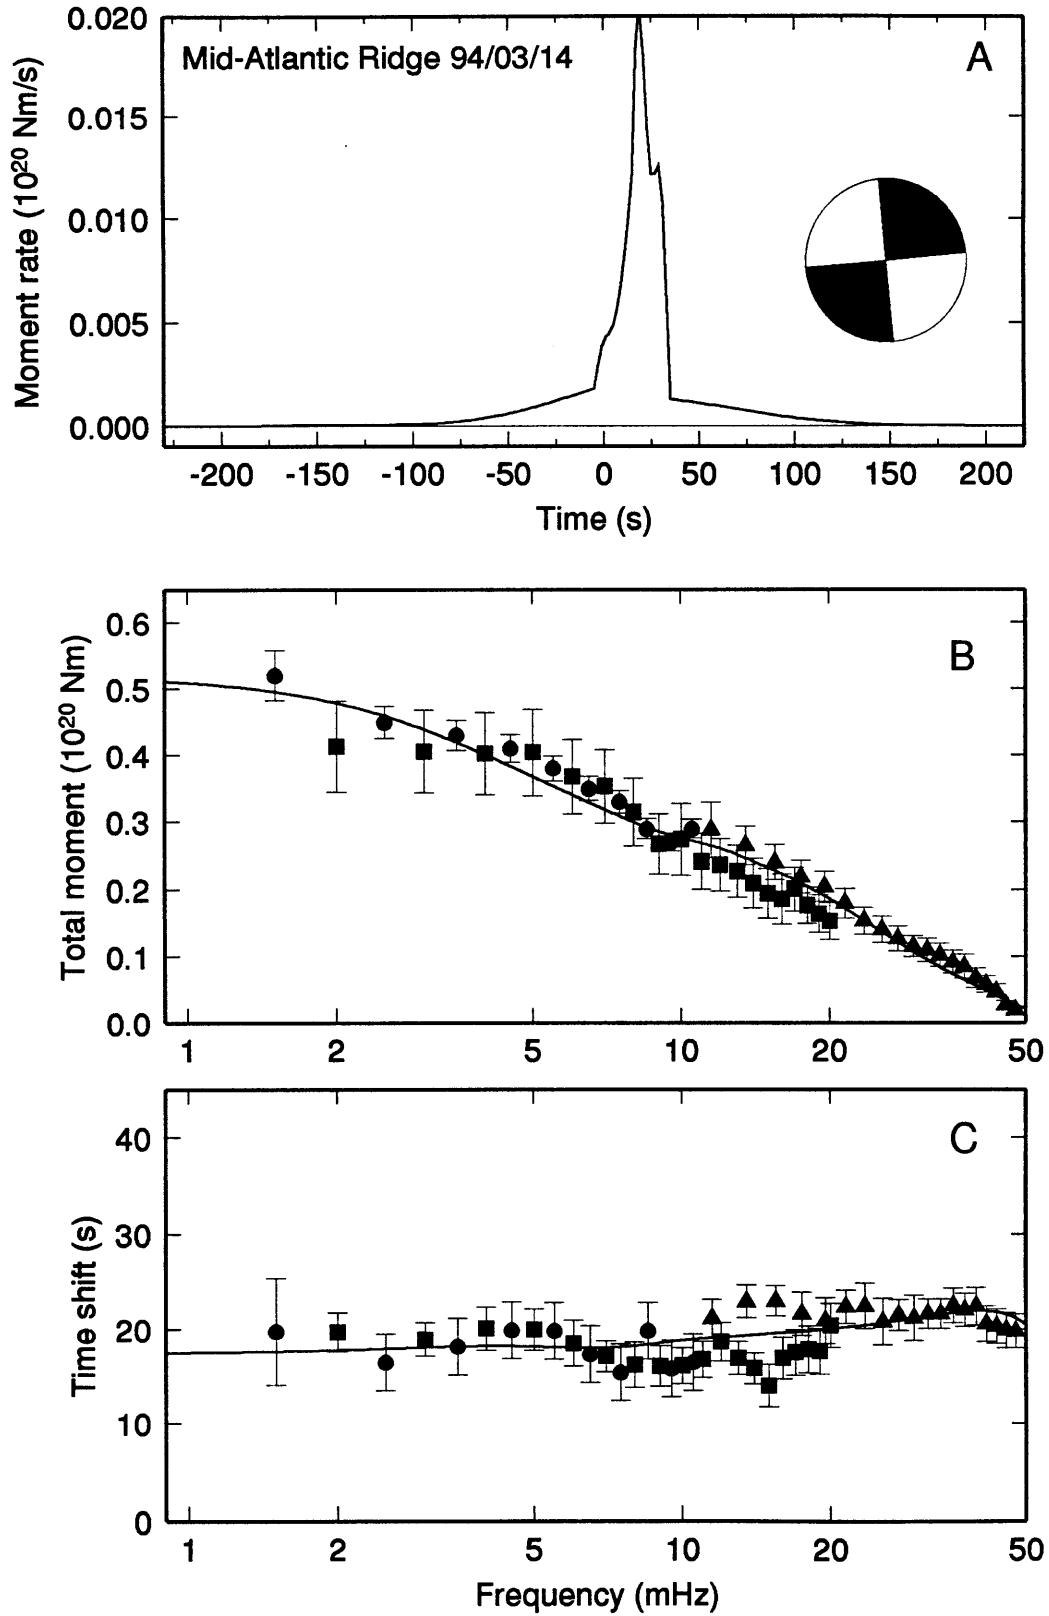 Mid-Atlantic Ridge 94/03/14
A
0.020
0.015
0.010
0.005
0.000
Moment rate (10²⁰ Nm/s)
-200 -150 -100 -50 0 50 100 150 200
Time (s)
B
0.6
0.5
0.4
0.3
0.2
0.1
0.0
Total moment (10²⁰ Nm)
1 2 5 10 20 50
C
40
30
20
10
0
Time shift (s)
1 2 5 10 20 50
Frequency (mHz)